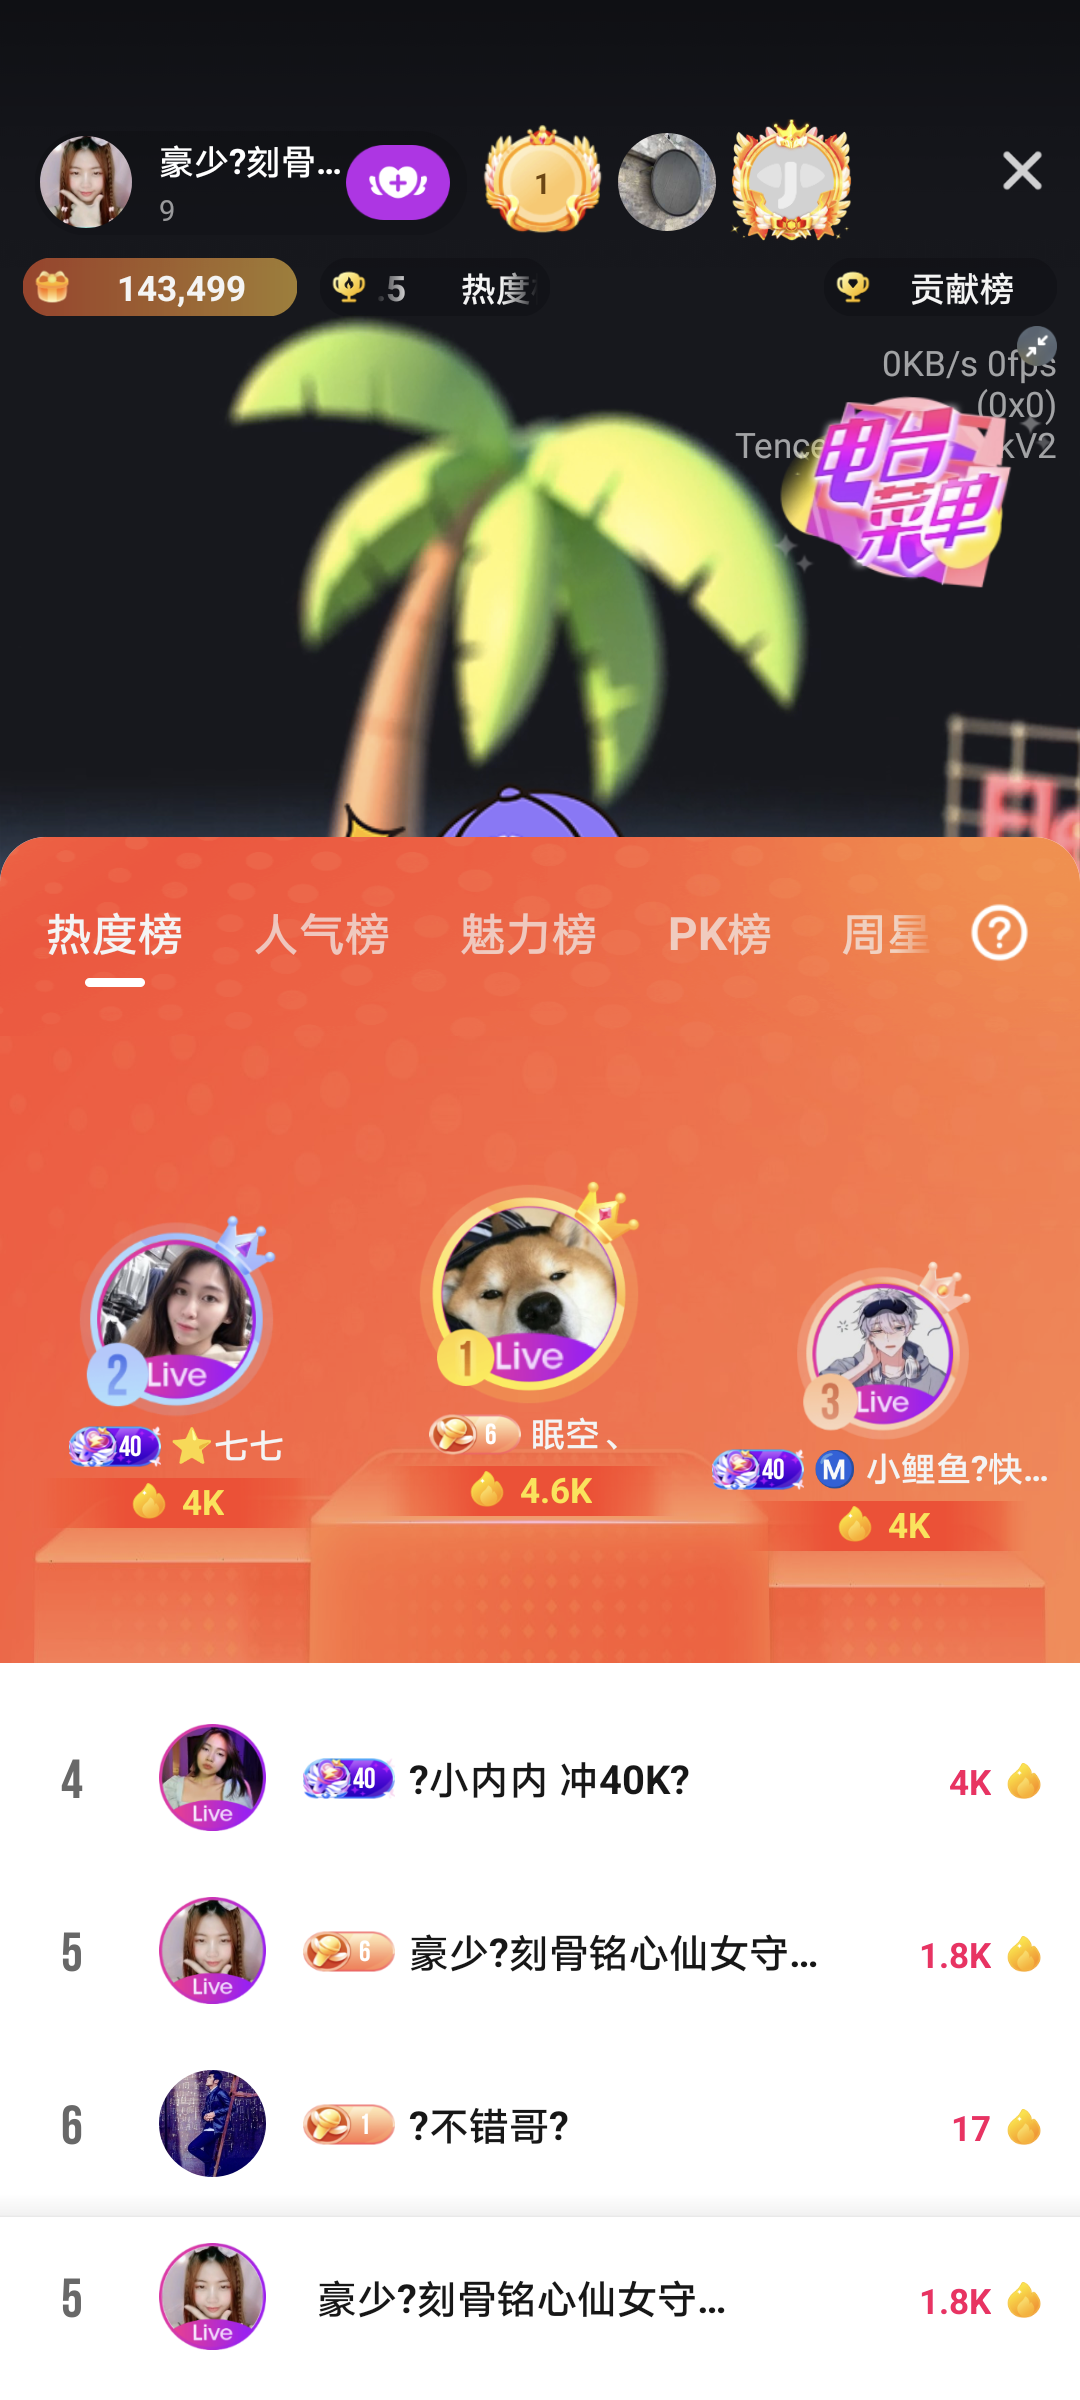 豪少?刻骨...
9
1
J
143,499
.5 热度
贡献榜
0KB/s 0fps
(0x0)
Tence kV2
电台
菜单
Flo
热度榜 人气榜 魅力榜 PK榜 周星 ?
2 Live
1 Live
3 Live
40 ⭐七七
4K
6 眠空、
4.6K
40 M 小鲤鱼?快...
4K
4 Live 40 ?小内内 冲40K? 4K
5 Live 6 豪少?刻骨铭心仙女守... 1.8K
6 1 ?不错哥? 17
5 Live 豪少?刻骨铭心仙女守... 1.8K